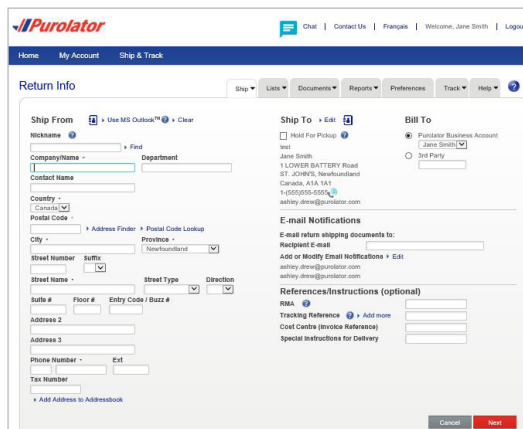 Purolator
Chat | Contact Us | Français | Welcome, Jane Smith | Logou
Home My Account Ship & Track
Return Info
Ship Lists Documents Reports Preferences Track Help ?
Ship From Use MS Outlook™ ? Clear
Nickname ?
Find
Company/Name Department
Contact Name
Country
Canada
Postal Code
Address Finder Postal Code Lookup
City Province
Newfoundland
Street Number Suffix
Street Name Street Type Direction
Suite # Floor # Entry Code / Buzz #
Address 2
Address 3
Phone Number Ext
Tax Number
Add Address to Addressbook
Ship To Edit
Hold For Pickup ?
test
Jane Smith
1 LOWER BATTERY Road
ST. JOHN'S, Newfoundland
Canada, A1A 1A1
1-(555)555-5555
ashley.drew@purolator.com
Bill To
Purolator Business Account
Jane Smith
3rd Party
E-mail Notifications
E-mail return shipping documents to:
Recipient E-mail
Add or Modify Email Notifications Edit
ashley.drew@purolator.com
ashley.drew@purolator.com
References/Instructions (optional)
RMA ?
Tracking Reference ? Add more
Cost Centre (Invoice Reference)
Special Instructions for Delivery
Cancel Next